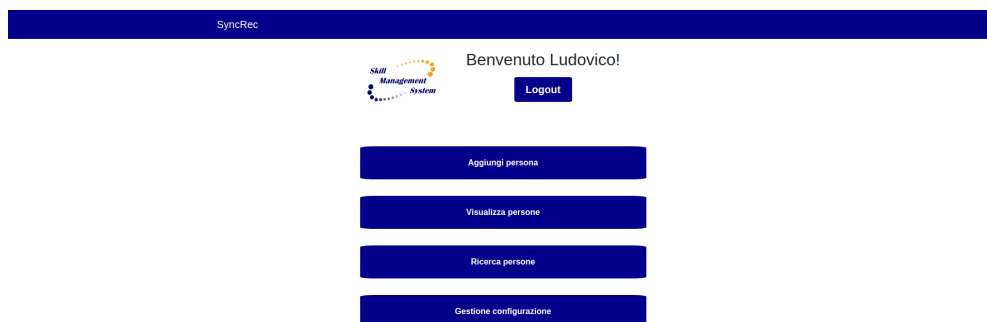 SyncRec
Skill
Management
System
Benvenuto Ludovico!
Logout
Aggiungi persona
Visualizza persone
Ricerca persone
Gestione configurazione